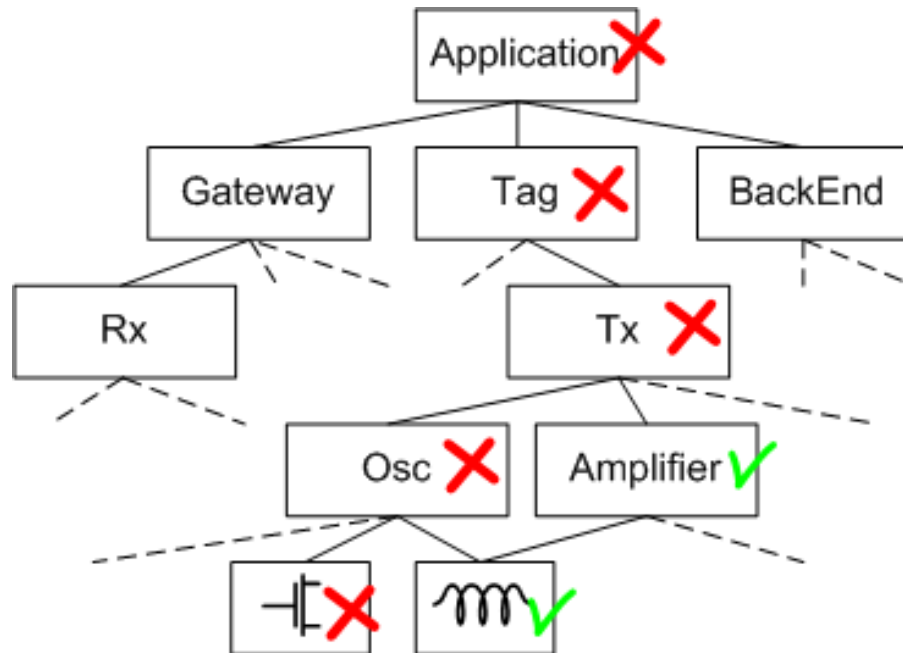 Application
Gateway
Tag
BackEnd
Rx
Tx
Osc
Amplifier